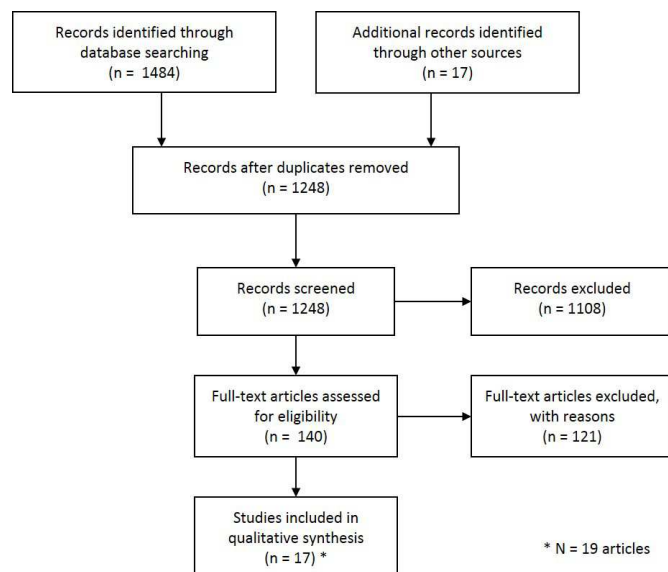 Records identified through
database searching
(n = 1484)
Additional records identified
through other sources
(n = 17)
Records after duplicates removed
(n = 1248)
Records screened
(n = 1248)
Records excluded
(n = 1108)
Full-text articles assessed
for eligibility
(n = 140)
Full-text articles excluded,
with reasons
(n = 121)
Studies included in
qualitative synthesis
(n = 17) *
* N = 19 articles